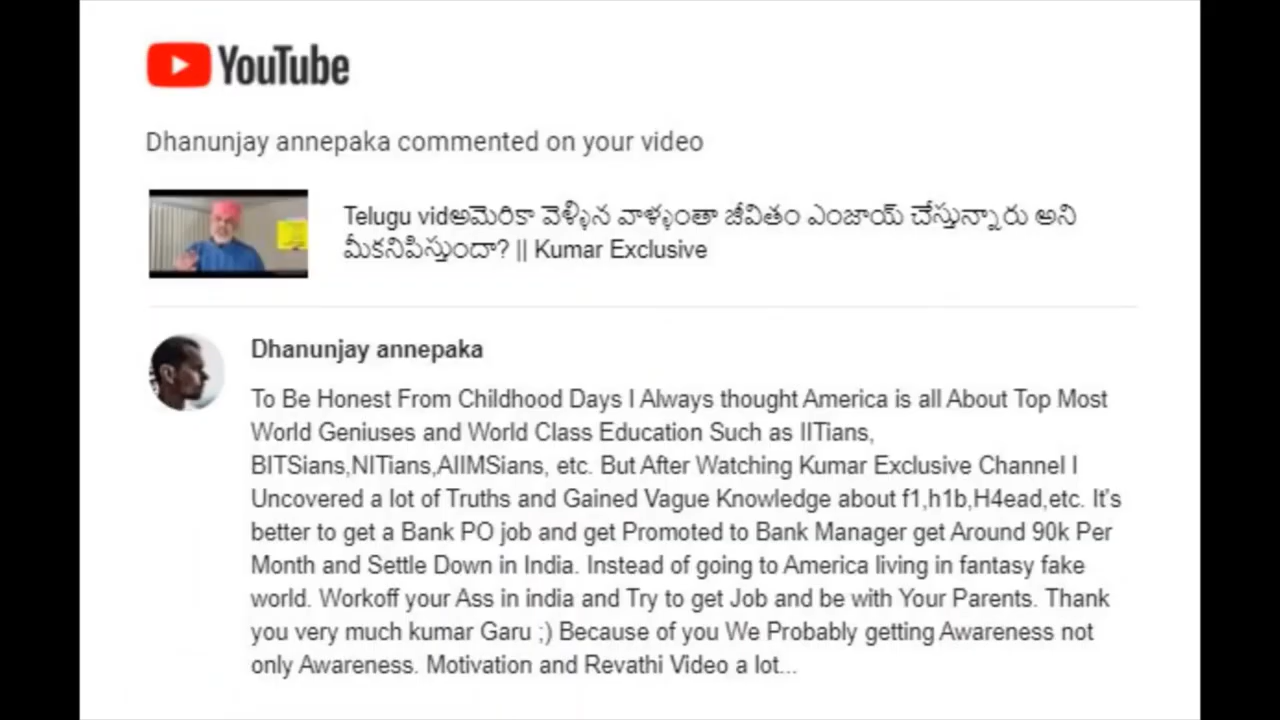 YouTube
Dhanunjay annepaka commented on your video
Telugu vidఅమెరికా వెళ్ళిన వాళ్ళంతా జీవితం ఎంజాయ్ చేస్తున్నారు అని
మీకనిపిస్తుందా? || Kumar Exclusive
Dhanunjay annepaka
To Be Honest From Childhood Days I Always thought America is all About Top Most
World Geniuses and World Class Education Such as IITians,
BITSians,NITians,AIIMSians, etc. But After Watching Kumar Exclusive Channel I
Uncovered a lot of Truths and Gained Vague Knowledge about f1,h1b,H4ead,etc. It's
better to get a Bank PO job and get Promoted to Bank Manager get Around 90k Per
Month and Settle Down in India. Instead of going to America living in fantasy fake
world. Workoff your Ass in india and Try to get Job and be with Your Parents. Thank
you very much kumar Garu ;) Because of you We Probably getting Awareness not
only Awareness. Motivation and Revathi Video a lot...